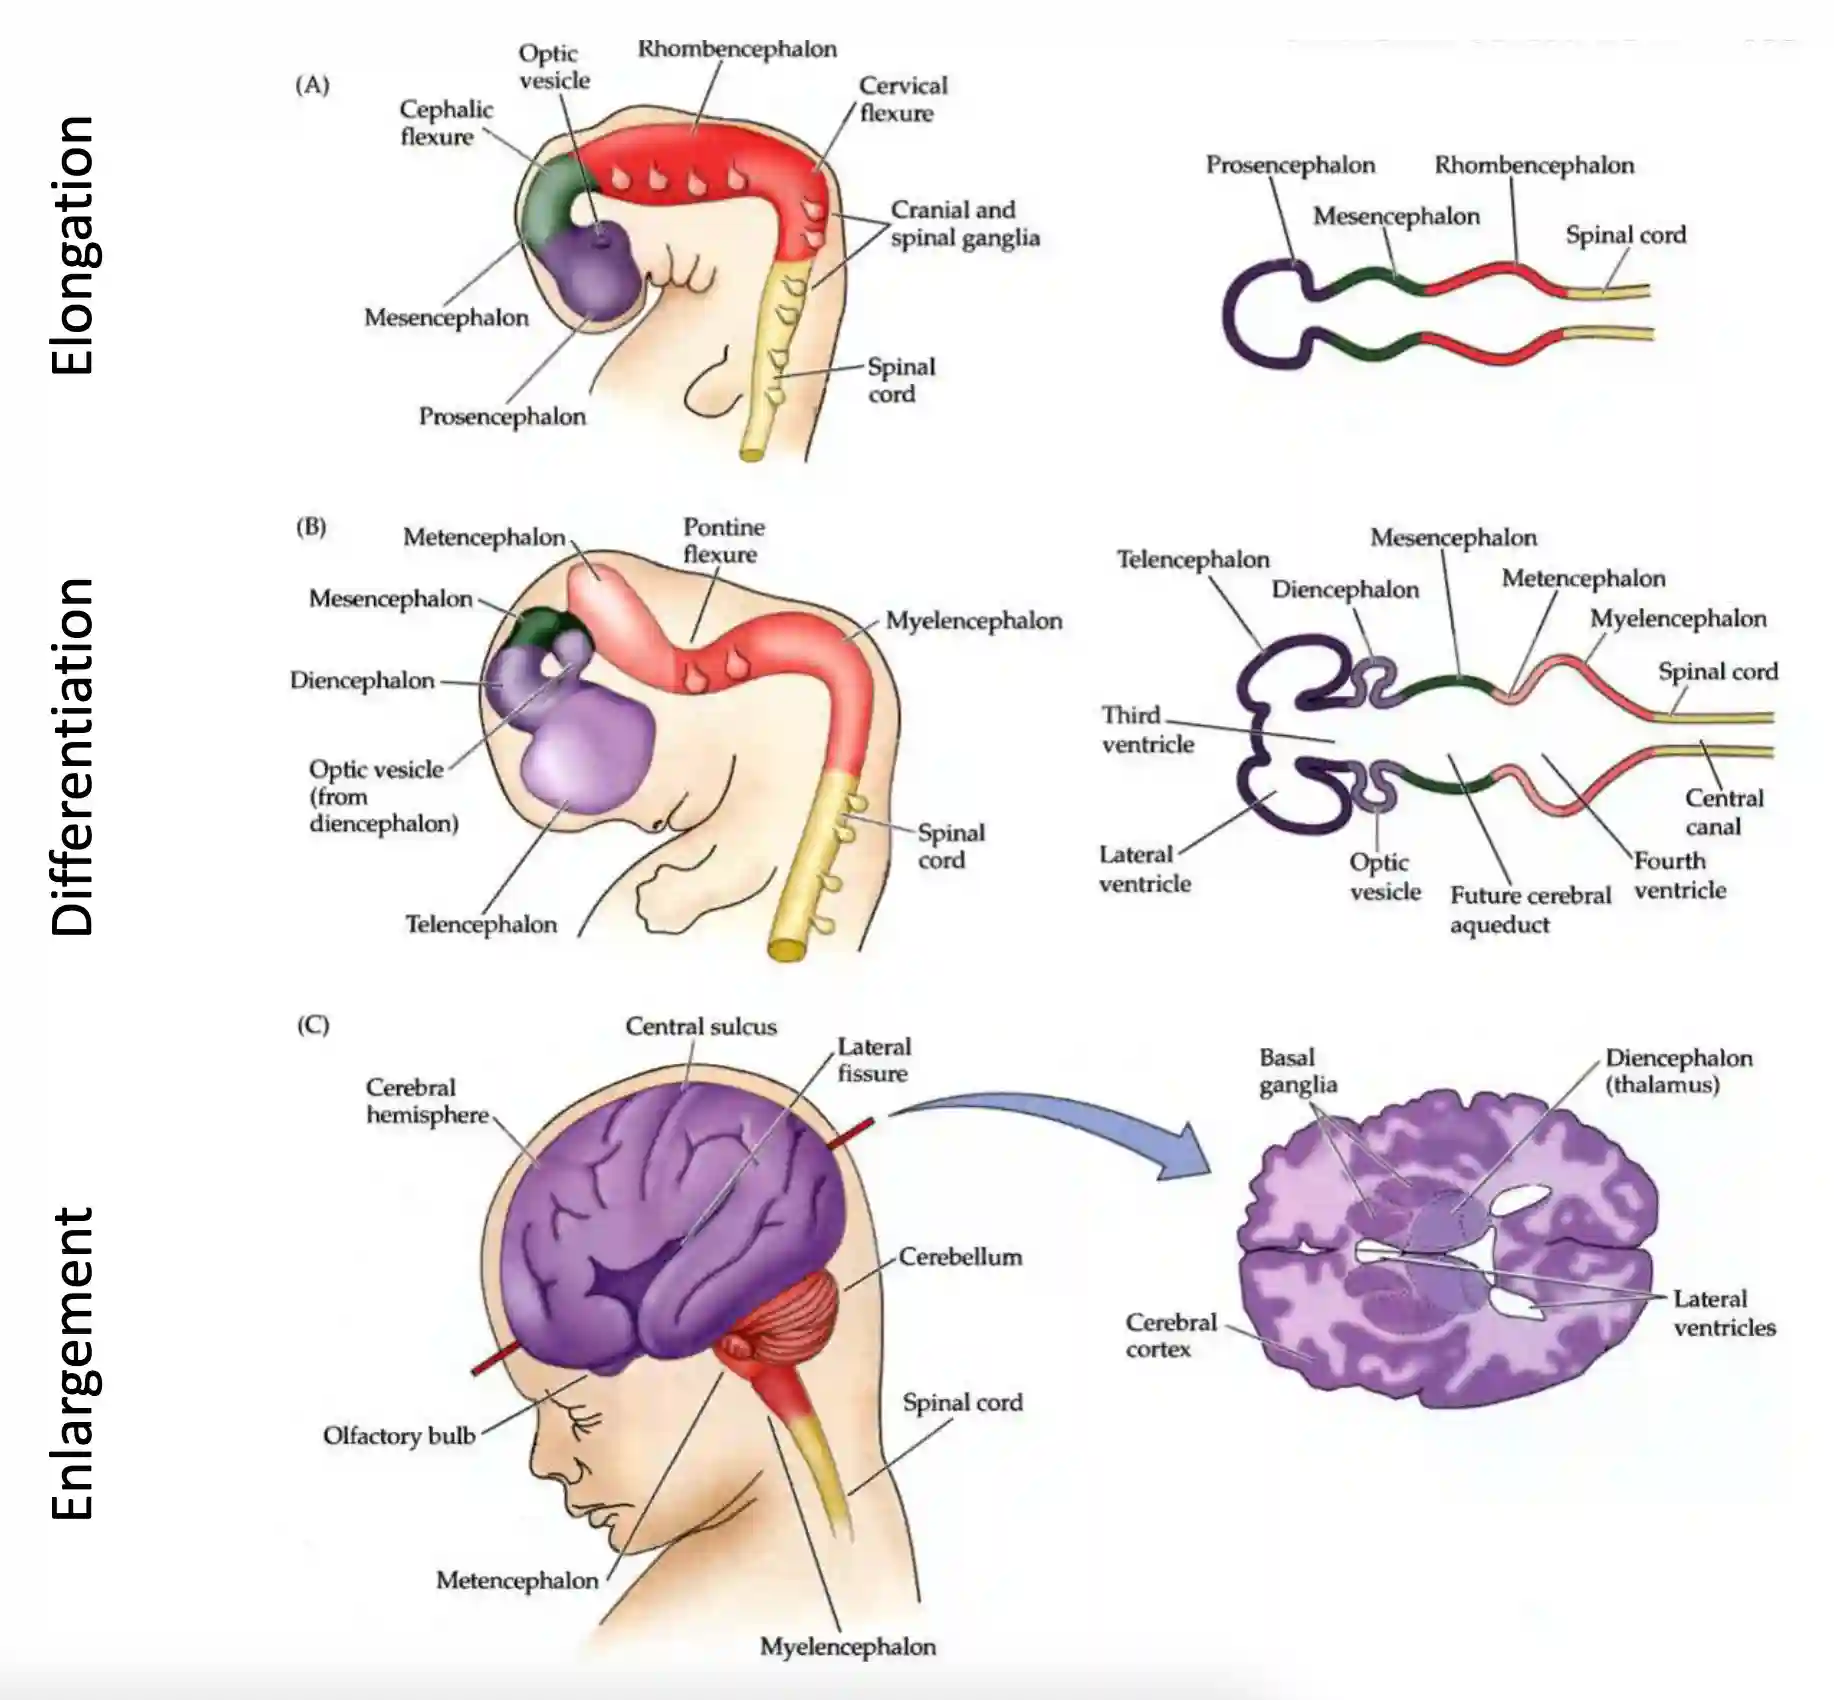 Elongation
(A)
Optic
vesicle
Rhombencephalon
Cephalic
flexure
Cervical
flexure
Cranial and
spinal ganglia
Mesencephalon
Prosencephalon
Spinal
cord
Prosencephalon
Rhombencephalon
Mesencephalon
Spinal cord
Differentiation
(B)
Metencephalon
Pontine
flexure
Mesencephalon
Myelencephalon
Diencephalon
Optic vesicle
(from
diencephalon)
Spinal
cord
Telencephalon
Mesencephalon
Telencephalon
Metencephalon
Diencephalon
Myelencephalon
Spinal cord
Third
ventricle
Central
canal
Lateral
ventricle
Optic
vesicle
Fourth
ventricle
Future cerebral
aqueduct
Enlargement
(C)
Central sulcus
Lateral
fissure
Cerebral
hemisphere
Cerebellum
Spinal cord
Olfactory bulb
Metencephalon
Myelencephalon
Basal
ganglia
Diencephalon
(thalamus)
Lateral
ventricles
Cerebral
cortex